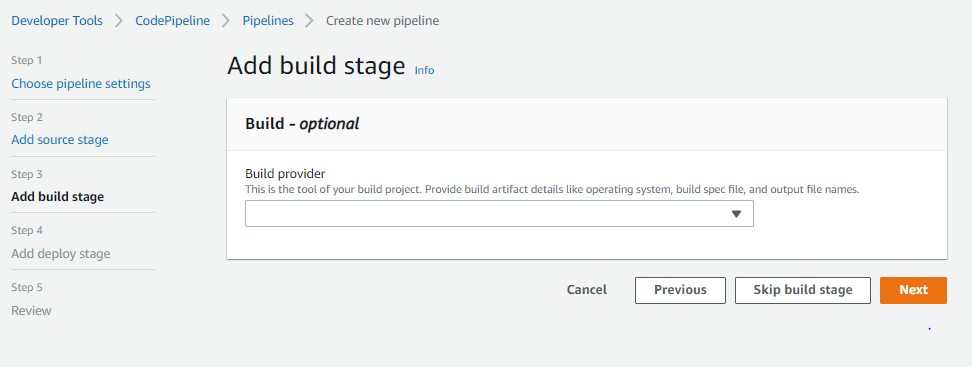 Developer Tools > CodePipeline > Pipelines > Create new pipeline
Step 1
Choose pipeline settings
Step 2
Add source stage
Step 3
Add build stage
Step 4
Add deploy stage
Step 5
Review
Add build stage Info
Build - optional
Build provider
This is the tool of your build project. Provide build artifact details like operating system, build spec file, and output file names.
Cancel Previous Skip build stage Next